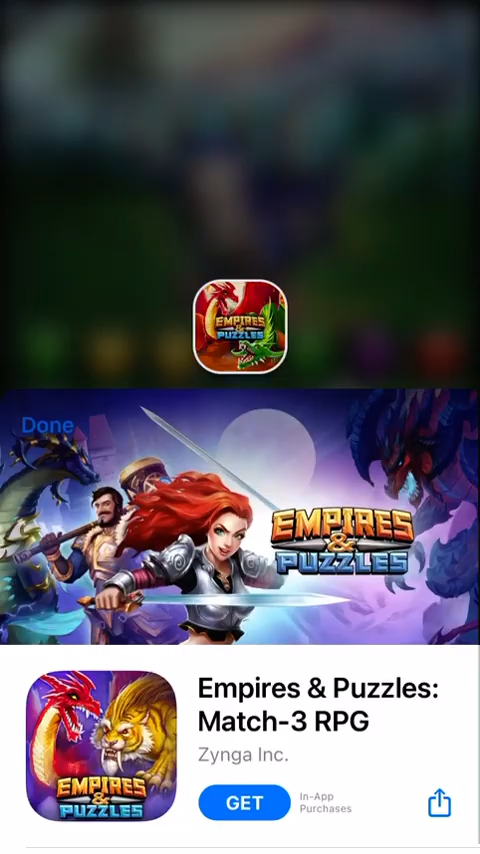 EMPIRES
&
PUZZLES
Done
EMPIRES
&
PUZZLES
EMPIRES
&
PUZZLES
Empires & Puzzles:
Match-3 RPG
Zynga Inc.
GET
In-App
Purchases